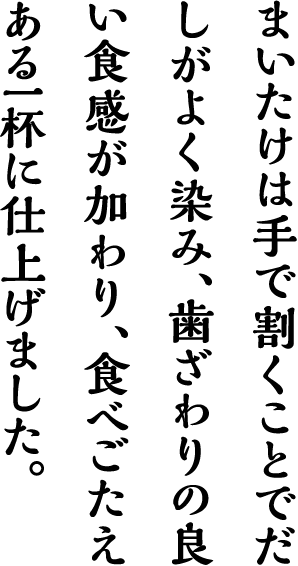 まいたけは手で割くことでだ
しがよく染み、歯ざわりの良
い食感が加わり、食べごたえ
ある一杯に仕上げました。